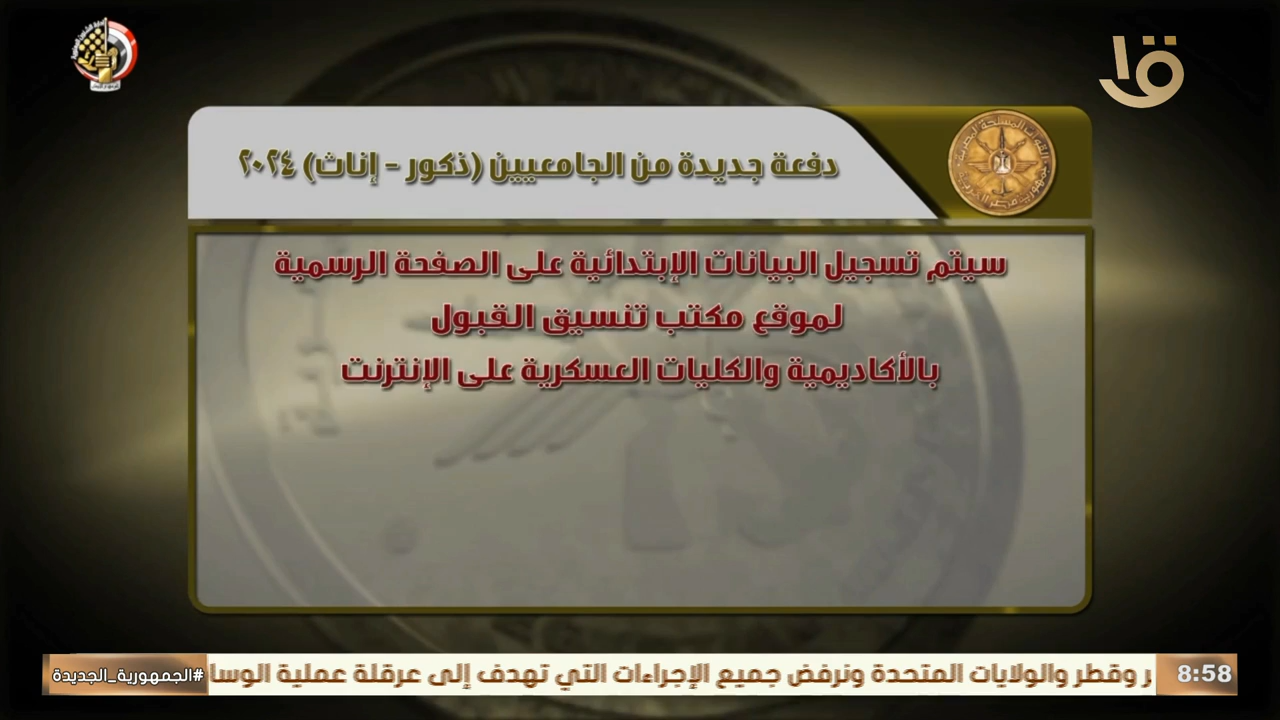 دفعة جديدة من الجامعيين (ذكور - إناث) ٢٠٢٤
سيتم تسجيل البيانات الإبتدائية على الصفحة الرسمية
لموقع مكتب تنسيق القبول
بالأكاديمية والكليات العسكرية على الإنترنت
8:58
وقطر والولايات المتحدة ونرفض جميع الإجراءات التي تهدف إلى عرقلة عملية الوسا
#الجمهورية_الجديدة